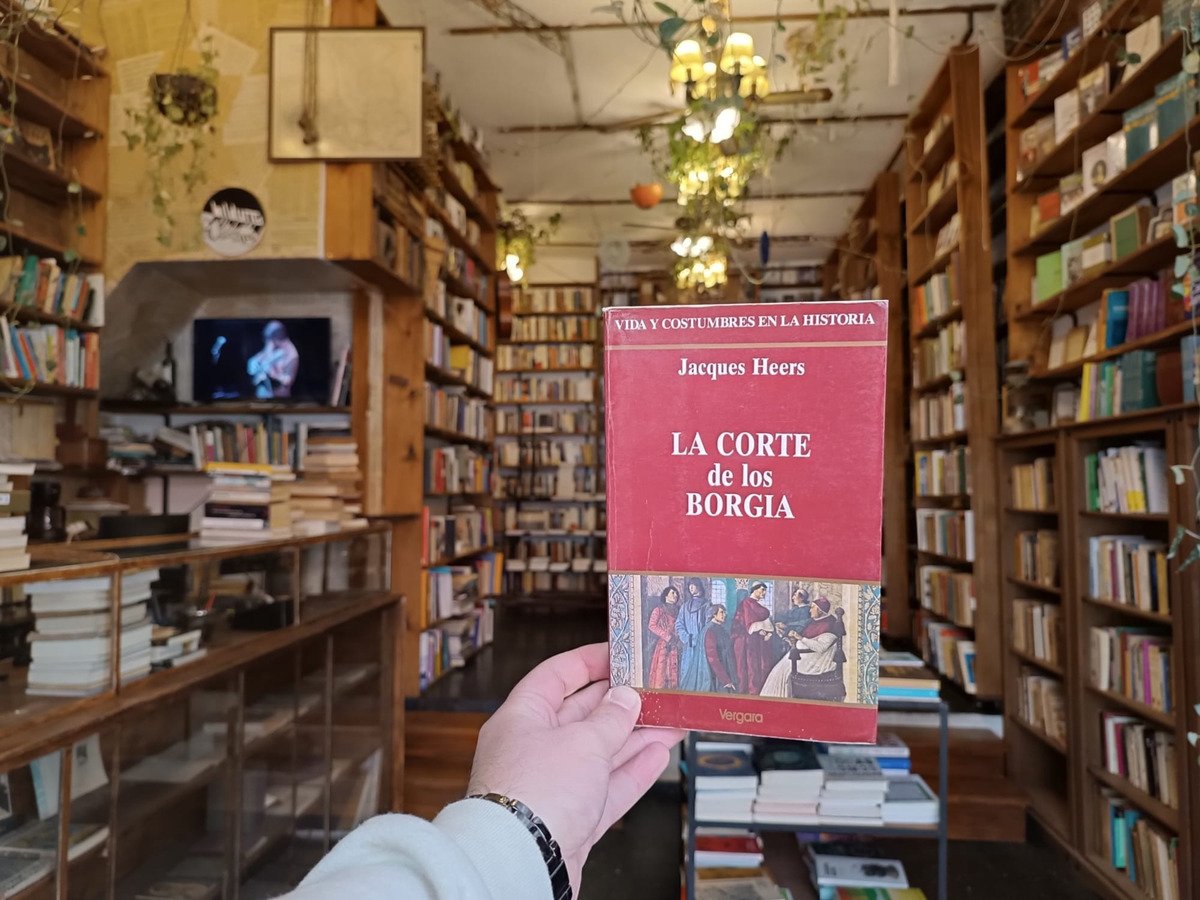 VIDA Y COSTUMBRES EN LA HISTORIA
Jacques Heers
LA CORTE
de los
BORGIA
Vergara